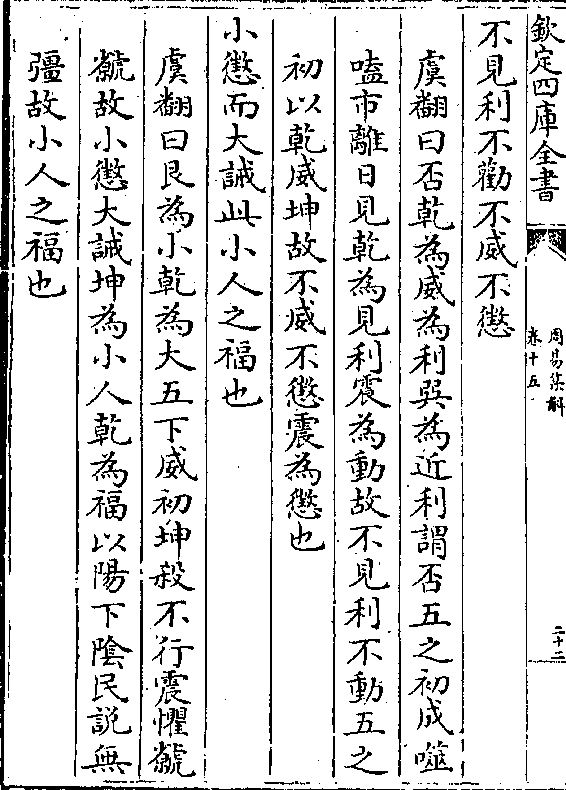 欽定四庫全書
周易集解
卷十五
二十二
不見利不勸不威不懲
虞翻曰否乾為威為利巽為近利謂否五之初成噬
嗑市離日見乾為見利震為動故不見利不動五之
初以乾威坤故不威不懲震為懲也
小懲而大誡此小人之福也
虞翻曰艮為小乾為大五下威初坤殺不行震懼虩
虩故小懲大誡坤為小人乾為福以陽下陰民説無
彊故小人之福也